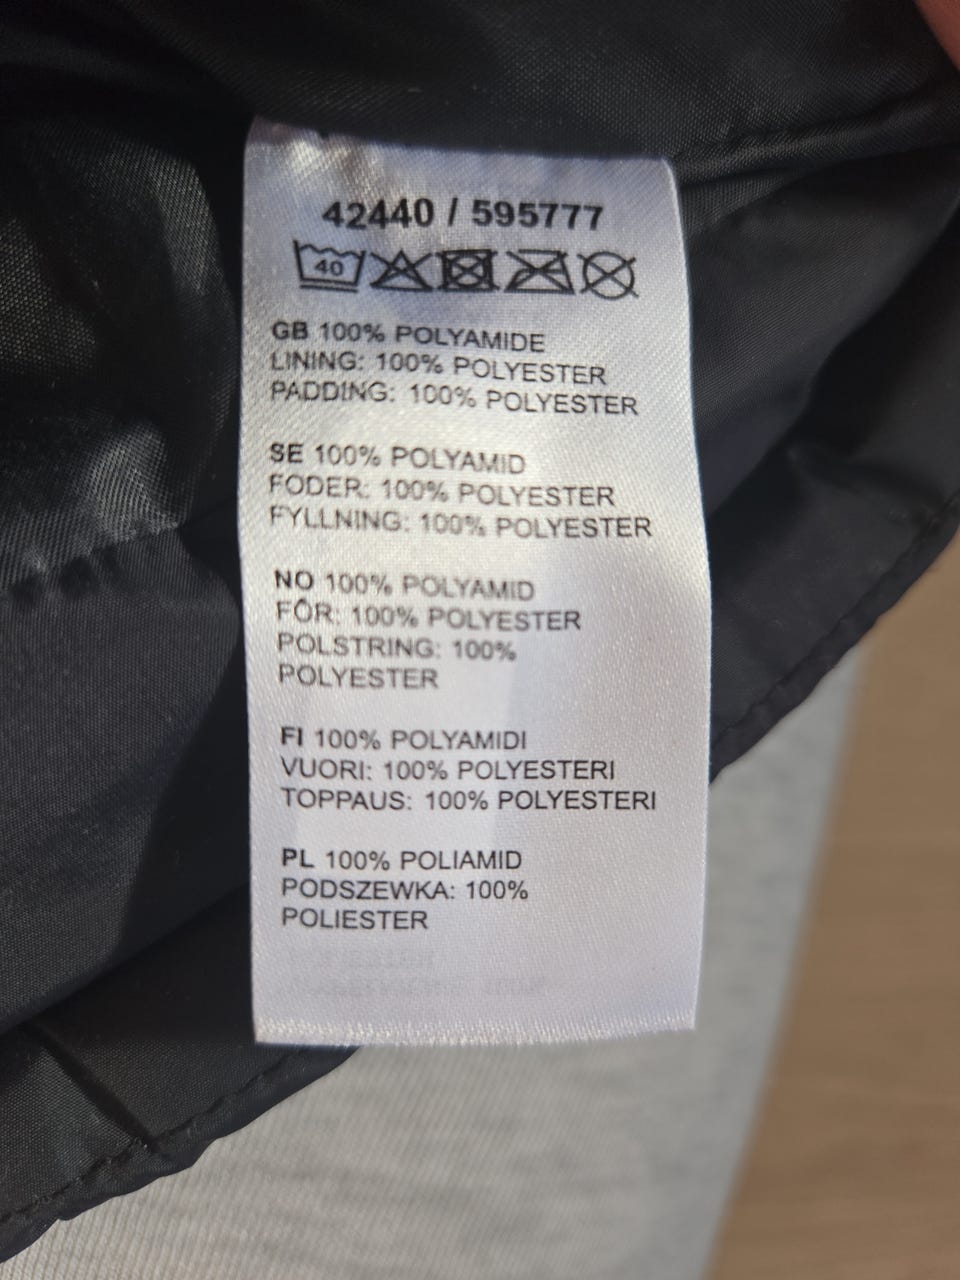 42440 / 595777
40
GB 100% POLYAMIDE
LINING: 100% POLYESTER
PADDING: 100% POLYESTER
SE 100% POLYAMID
FODER: 100% POLYESTER
FYLLNING: 100% POLYESTER
NO 100% POLYAMID
FÔR: 100% POLYESTER
POLSTRING: 100%
POLYESTER
FI 100% POLYAMIDI
VUORI: 100% POLYESTERI
TOPPAUS: 100% POLYESTERI
PL 100% POLIAMID
PODSZEWKA: 100%
POLIESTER